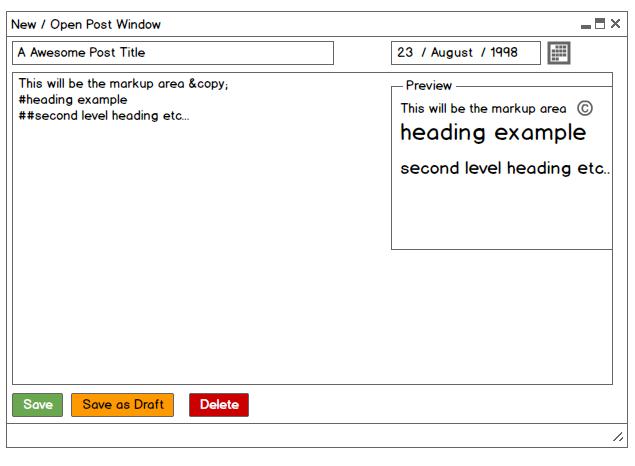 New / Open Post Window
A Awesome Post Title
23 / August / 1998
This will be the markup area &copy;
#heading example
##second level heading etc...
Preview
This will be the markup area ©
heading example
second level heading etc..
Save
Save as Draft
Delete